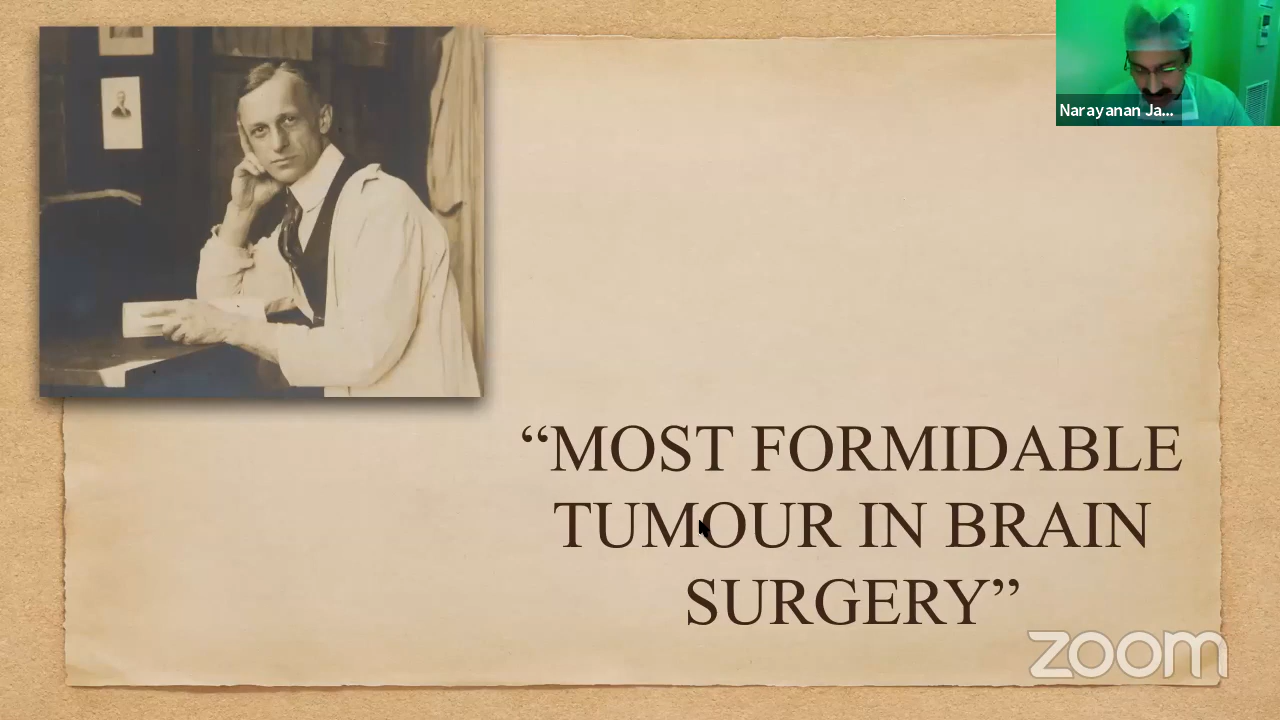 Narayanan Ja...
“MOST FORMIDABLE
TUMOUR IN BRAIN
SURGERY”
zoom